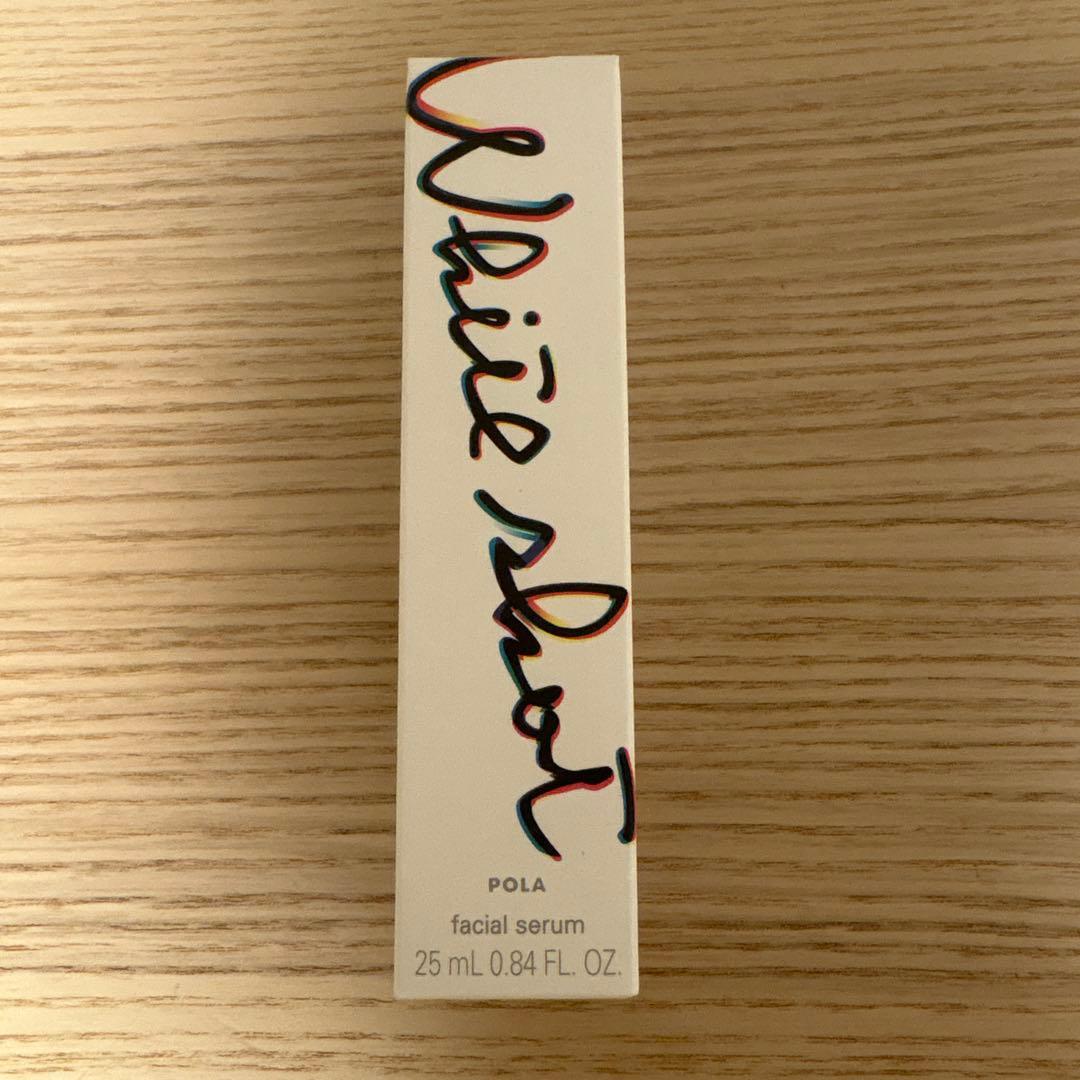 White shot
POLA
facial serum
25 mL 0.84 FL. OZ.